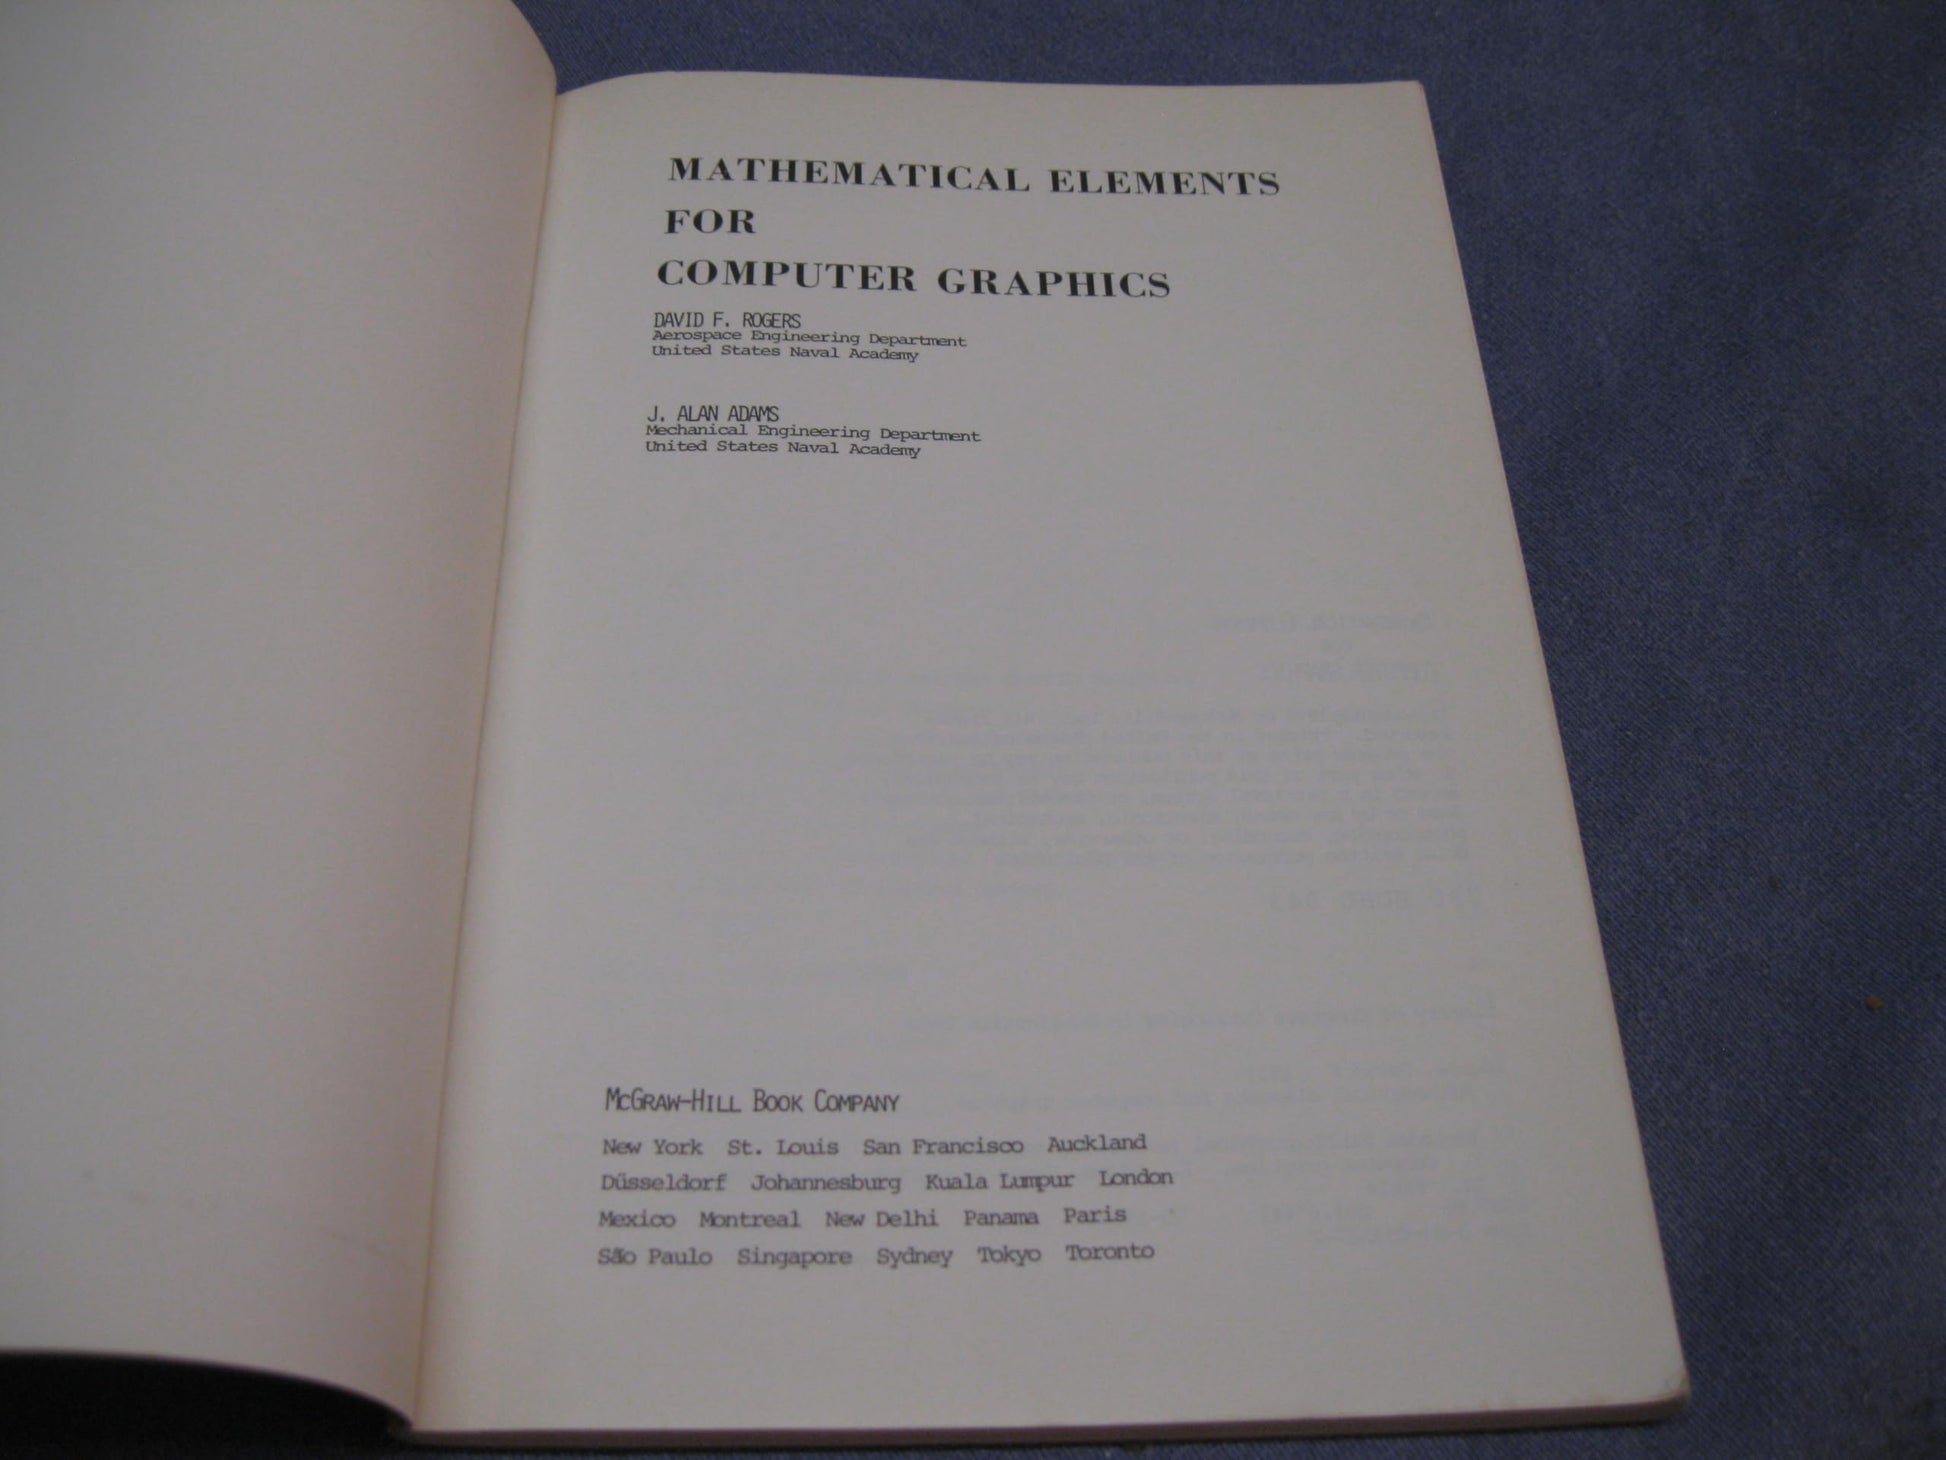 MATHEMATICAL ELEMENTS
FOR
COMPUTER GRAPHICS
DAVID F. ROGERS
Aerospace Engineering Department
United States Naval Academy
J. ALAN ADAMS
Mechanical Engineering Department
United States Naval Academy
McGRAW-HILL BOOK COMPANY
New York St. Louis San Francisco Auckland
Düsseldorf Johannesburg Kuala Lumpur London
Mexico Montreal New Delhi Panama Paris
São Paulo Singapore Sydney Tokyo Toronto